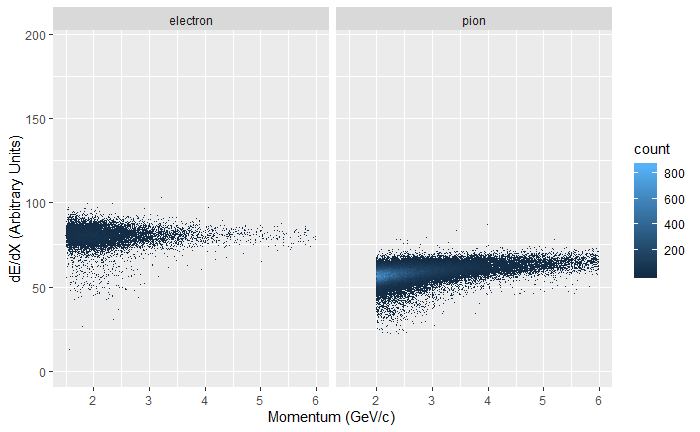 electron pion
200
150
100
50
0
dE/dX (Arbitrary Units)
2 3 4 5 6 2 3 4 5 6
Momentum (GeV/c)
count
800
600
400
200